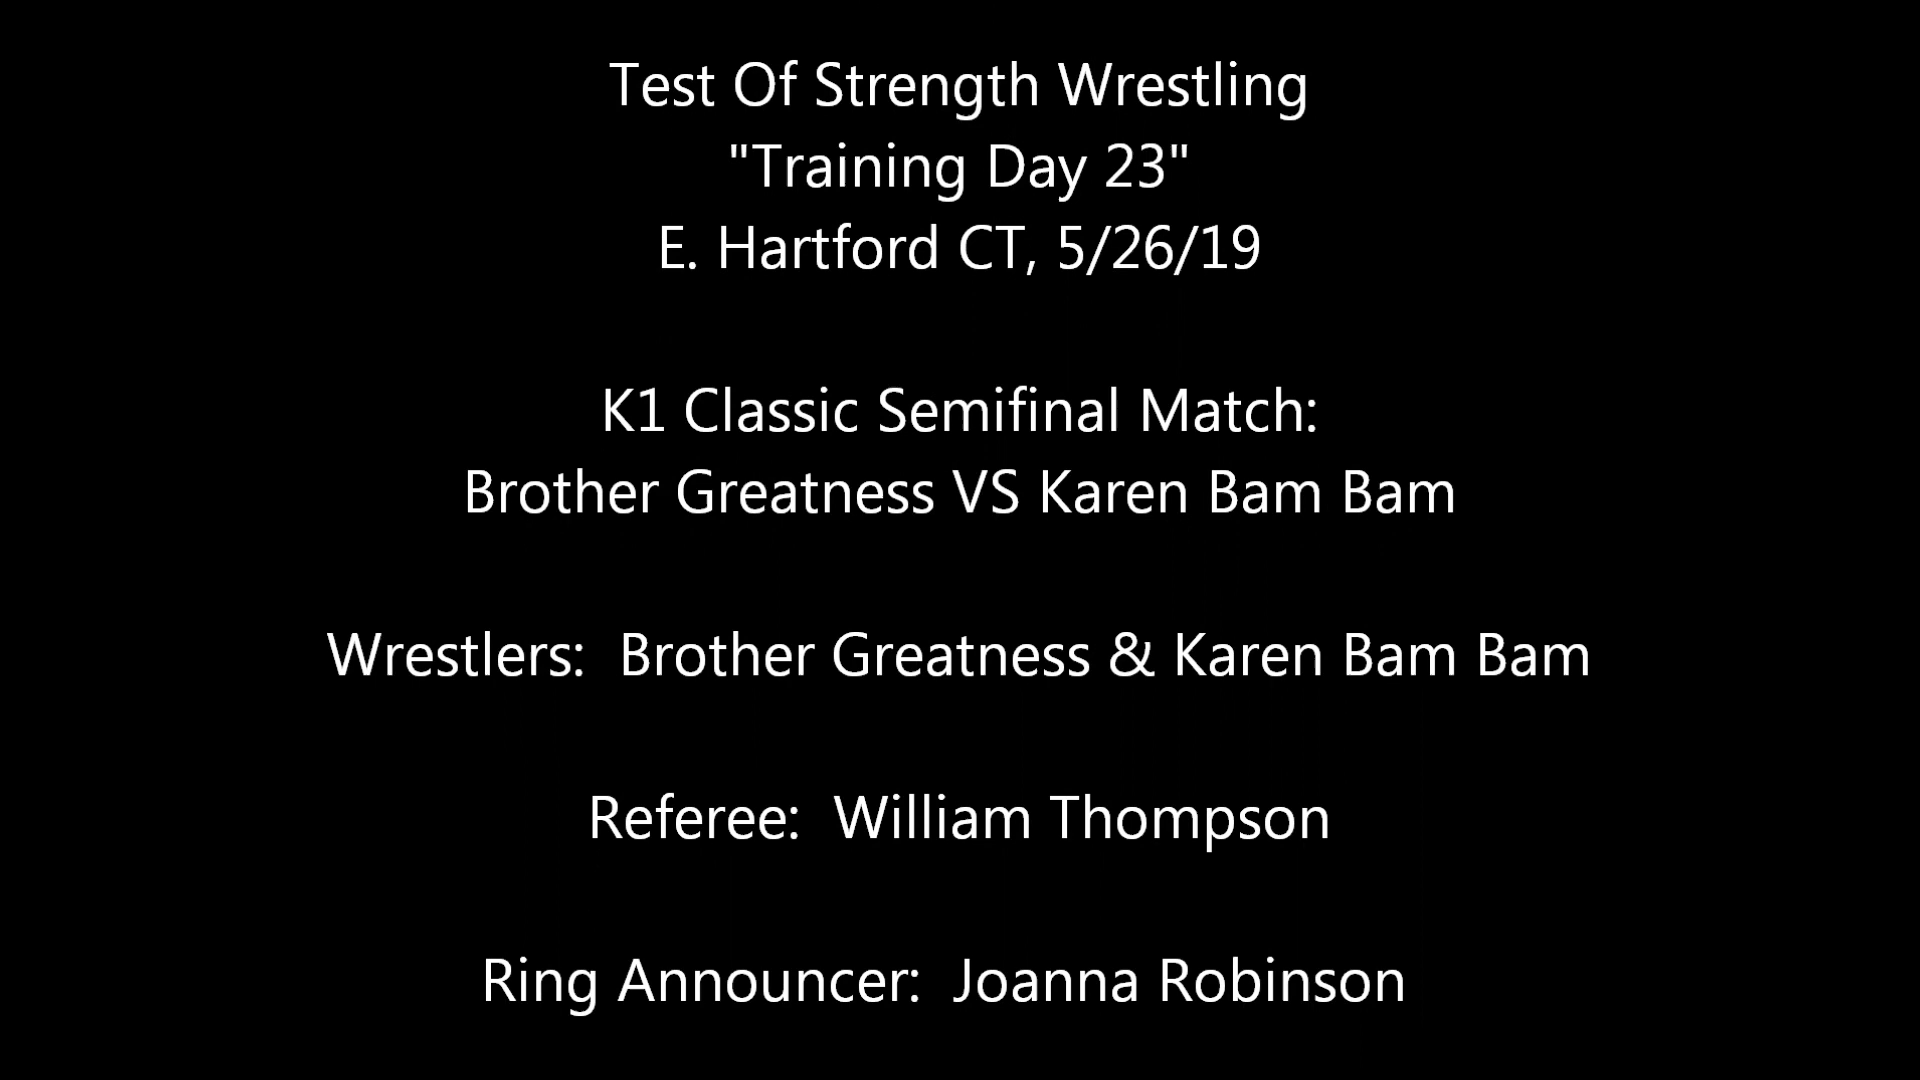 Test Of Strength Wrestling
"Training Day 23"
E. Hartford CT, 5/26/19
K1 Classic Semifinal Match:
Brother Greatness VS Karen Bam Bam
Wrestlers:  Brother Greatness & Karen Bam Bam
Referee:  William Thompson
Ring Announcer:  Joanna Robinson